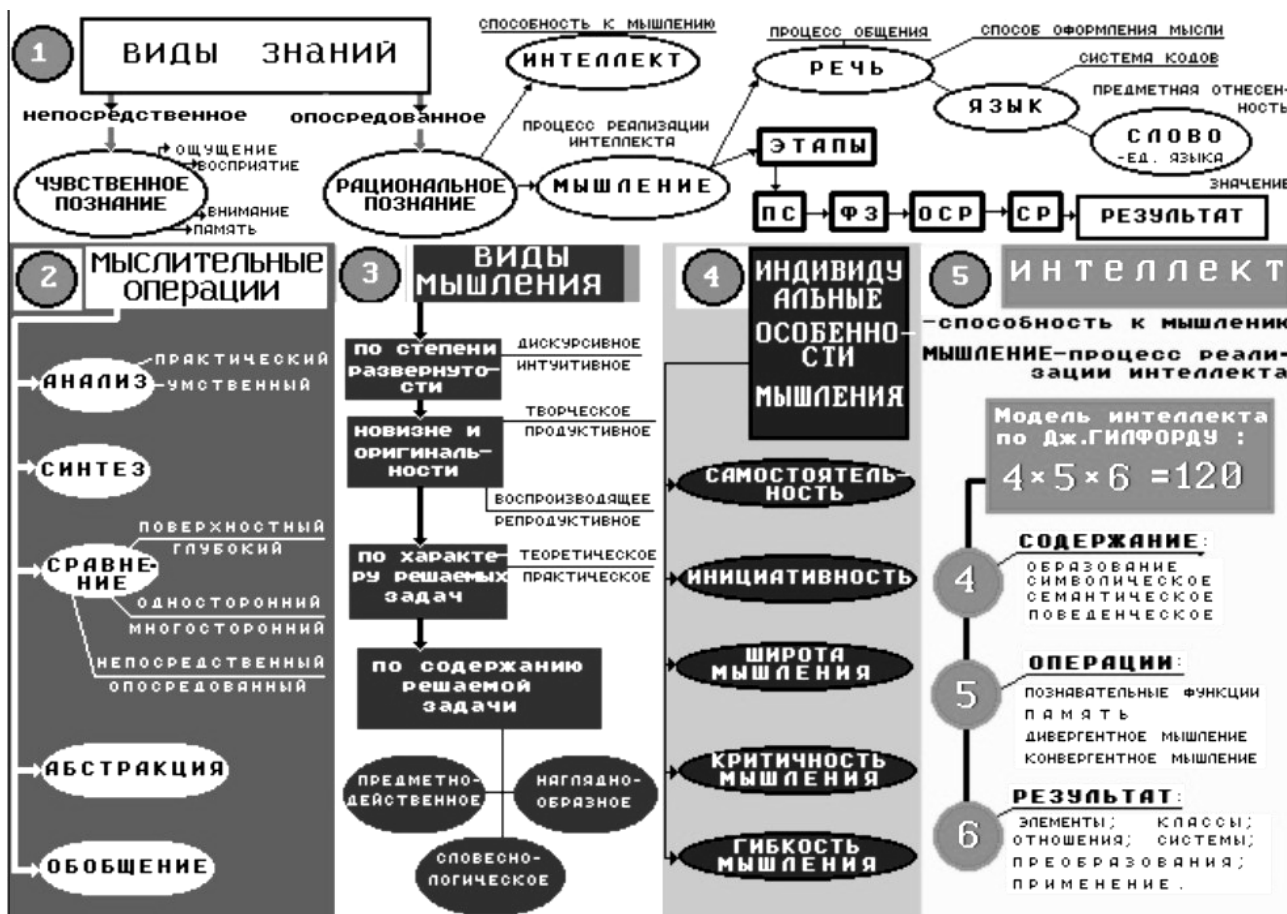 1
ВИДЫ ЗНАНИЙ
непосредственное
опосредованное
ЧУВСТВЕННОЕ
ПОЗНАНИЕ
ОЩУЩЕНИЕ
ВОСПРИЯТИЕ
ВНИМАНИЕ
ПАМЯТЬ
РАЦИОНАЛЬНОЕ
ПОЗНАНИЕ
СПОСОБНОСТЬ К МЫШЛЕНИЮ
ИНТЕЛЛЕКТ
ПРОЦЕСС РЕАЛИЗАЦИИ
ИНТЕЛЛЕКТА
МЫШЛЕНИЕ
ПРОЦЕСС ОБЩЕНИЯ
РЕЧЬ
СПОСОБ ОФОРМЛЕНИЯ МЫСЛИ
СИСТЕМА КОДОВ
ЯЗЫК
ПРЕДМЕТНАЯ ОТНЕСЕН-
НОСТЬ
СЛОВО
-ЕД. ЯЗЫКА
ЗНАЧЕНИЕ
ЭТАПЫ
ПС
ФЗ
ОСР
СР
РЕЗУЛЬТАТ
2
МЫСЛИТЕЛЬНЫЕ
ОПЕРАЦИИ
АНАЛИЗ
ПРАКТИЧЕСКИЙ
УМСТВЕННЫЙ
СИНТЕЗ
ПОВЕРХНОСТНЫЙ
ГЛУБОКИЙ
СРАВНЕ-
НИЕ
ОДНОСТОРОННИЙ
МНОГОСТОРОННИЙ
НЕПОСРЕДСТВЕННЫЙ
ОПОСРЕДОВАННЫЙ
АБСТРАКЦИЯ
ОБОБЩЕНИЕ
3
ВИДЫ
МЫШЛЕНИЯ
по степени
развернуто-
сти
ДИСКУРСИВНОЕ
ИНТУИТИВНОЕ
новизне и
оригиналь-
ности
ТВОРЧЕСКОЕ
ПРОДУКТИВНОЕ
ВОСПРОИЗВОДЯЩЕЕ
РЕПРОДУКТИВНОЕ
по характе-
ру решаемых
задач
ТЕОРЕТИЧЕСКОЕ
ПРАКТИЧЕСКОЕ
по содержанию
решаемой
задачи
ПРЕДМЕТНО-
ДЕЙСТВЕННОЕ
НАГЛЯДНО-
ОБРАЗНОЕ
СЛОВЕСНО-
ЛОГИЧЕСКОЕ
4
ИНДИВИДУ
АЛЬНЫЕ
ОСОБЕННО-
СТИ
МЫШЛЕНИЯ
САМОСТОЯТЕЛЬ-
НОСТЬ
ИНИЦИАТИВНОСТЬ
ШИРОТА
МЫШЛЕНИЯ
КРИТИЧНОСТЬ
МЫШЛЕНИЯ
ГИБКОСТЬ
МЫШЛЕНИЯ
5
ИНТЕЛЛЕКТ
-способность к мышлению
МЫШЛЕНИЕ-процесс реали-
зации интеллекта
Модель интеллекта
по Дж.ГИЛФОРДУ :
4×5×6 =120
4
СОДЕРЖАНИЕ:
ОБРАЗОВАНИЕ
СИМВОЛИЧЕСКОЕ
СЕМАНТИЧЕСКОЕ
ПОВЕДЕНЧЕСКОЕ
5
ОПЕРАЦИИ:
ПОЗНАВАТЕЛЬНЫЕ ФУНКЦИИ
ПАМЯТЬ
ДИВЕРГЕНТНОЕ МЫШЛЕНИЕ
КОНВЕРГЕНТНОЕ МЫШЛЕНИЕ
6
РЕЗУЛЬТАТ:
ЭЛЕМЕНТЫ; КЛАССЫ;
ОТНОШЕНИЯ; СИСТЕМЫ;
ПРЕОБРАЗОВАНИЯ;
ПРИМЕНЕНИЕ.